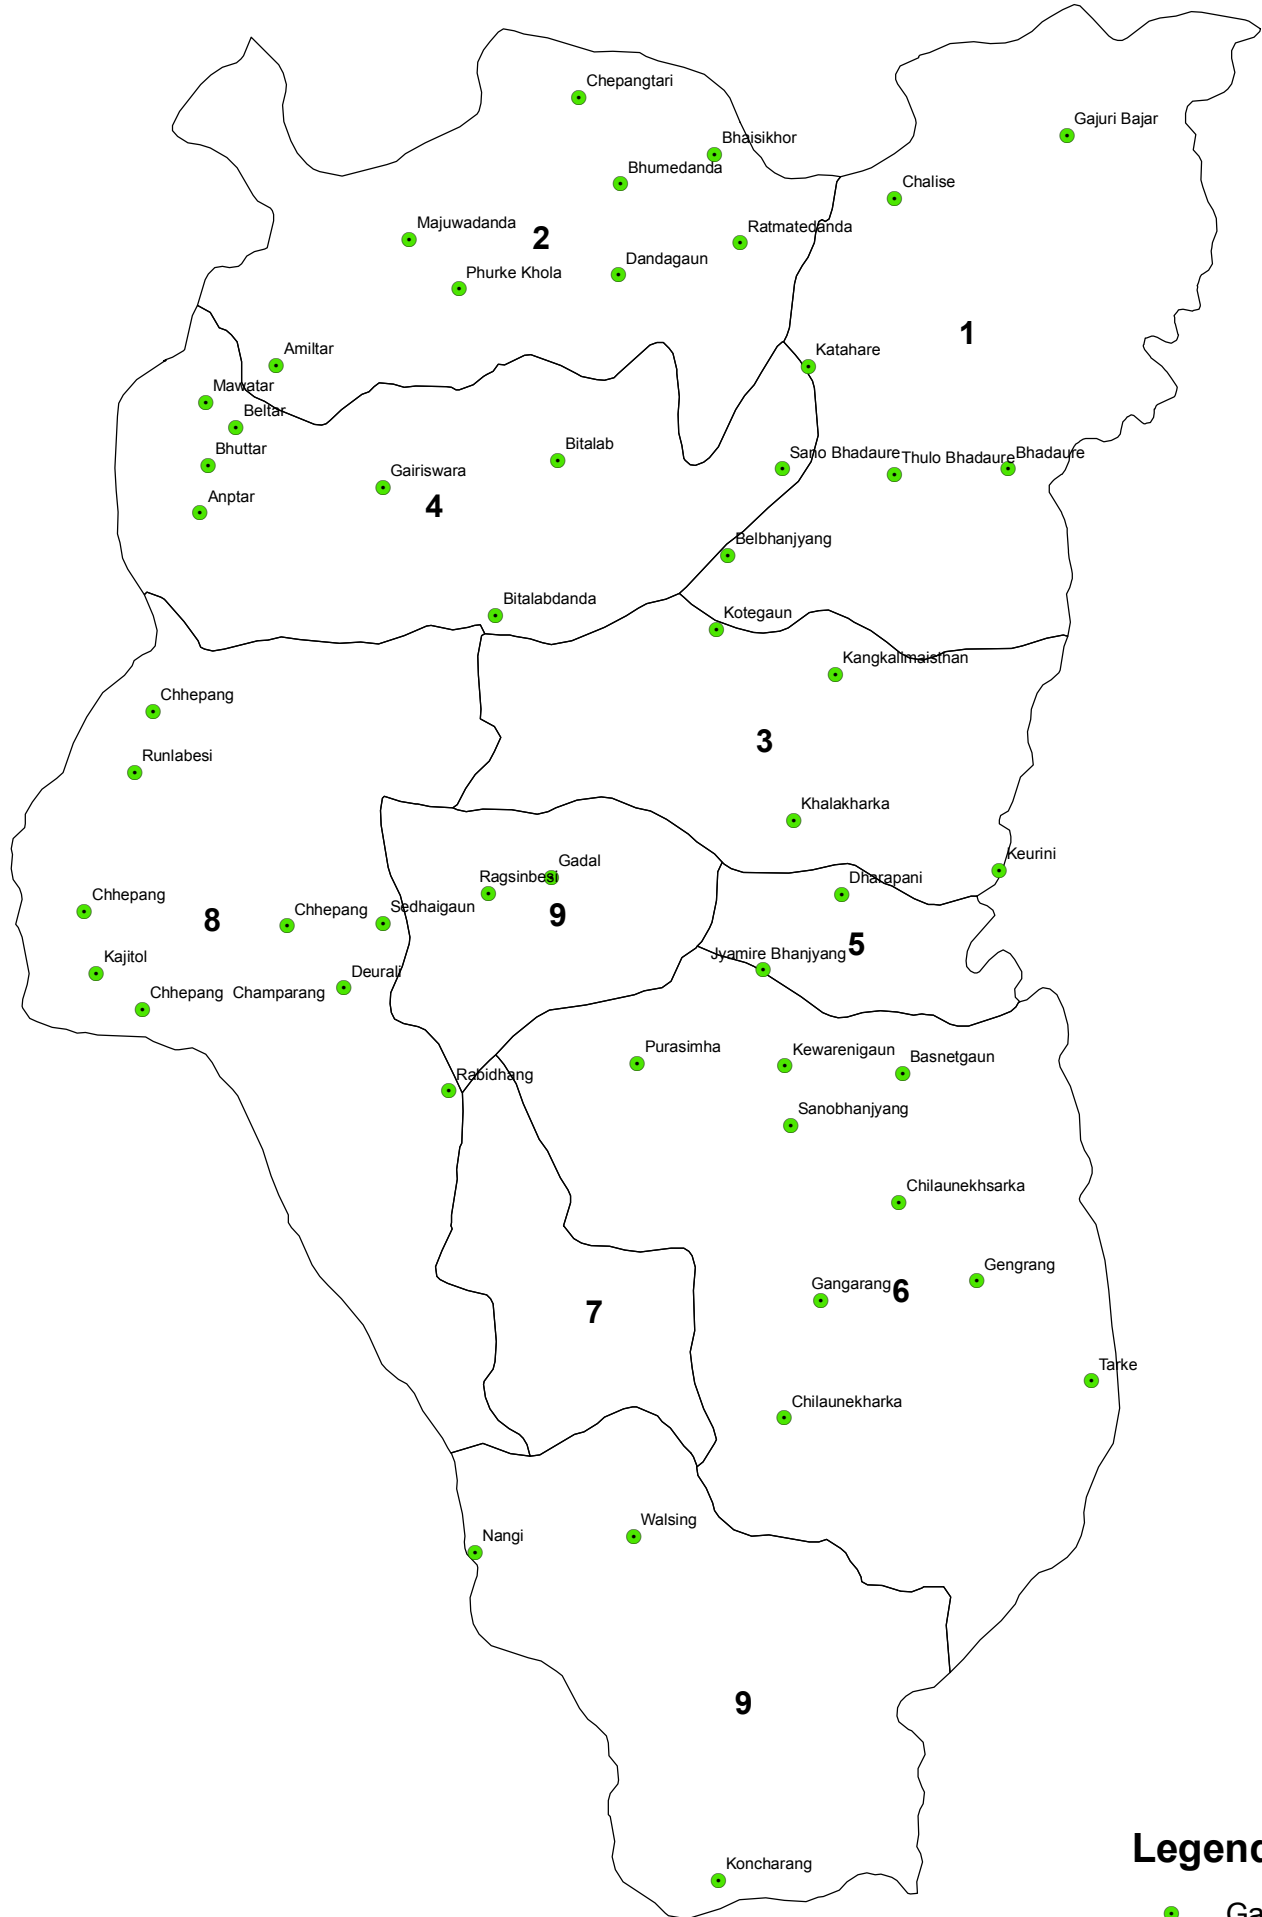 Chepangtari
Gajuri Bajar
Bhaisikhor
Bhumedanda
Chalise
Majuwadanda
2
Ratmatedanda
Dandagaun
Phurke Khola
1
Amiltar
Katahare
Mawatar
Beltar
Bhuttar
Bitalab
Sano Bhadaure
Thulo Bhadaure
Bhadaure
Gairiswara
Anptar
4
Belbhanjyang
Bitalabdanda
Kotegaun
Kangkalimaisthan
Chhepang
3
Runlabesi
Khalakharka
Keurini
Gadal
Ragsinbesi
Dharapani
Chhepang
8
Chhepang
Sedhaigaun
9
5
Jyamire Bhanjyang
Kajitol
Deurali
Chhepang Champarang
Purasimha
Kewarenigaun
Basnetgaun
Rabidhang
Sanobhanjyang
Chilaunekhsarka
Gengrang
Gangarang
6
7
Tarke
Chilaunekharka
Walsing
Nangi
9
Legend
Koncharang
Ga